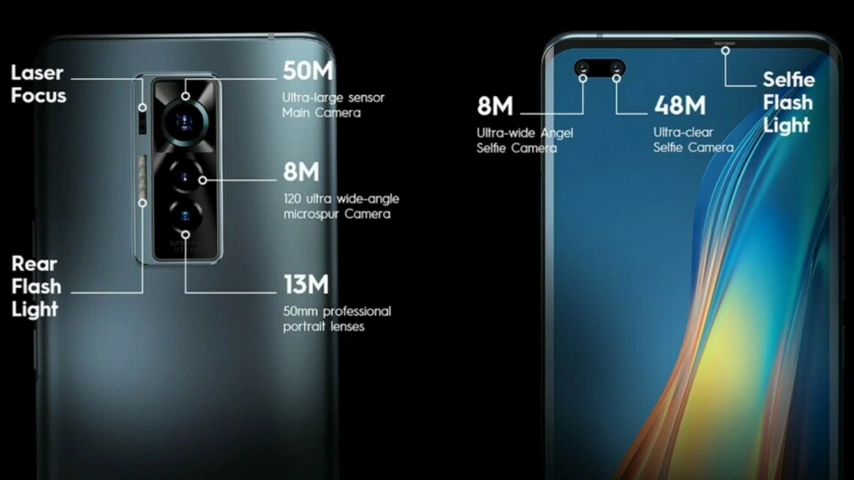 Laser
Focus
50M
Ultra-large sensor
Main Camera
8M
120 ultra wide-angle
microspur Camera
Rear
Flash
Light
13M
50mm professional
portrait lenses
8M
Ultra-wide Angel
Selfie Camera
48M
Ultra-clear
Selfie Camera
Selfie
Flash
Light